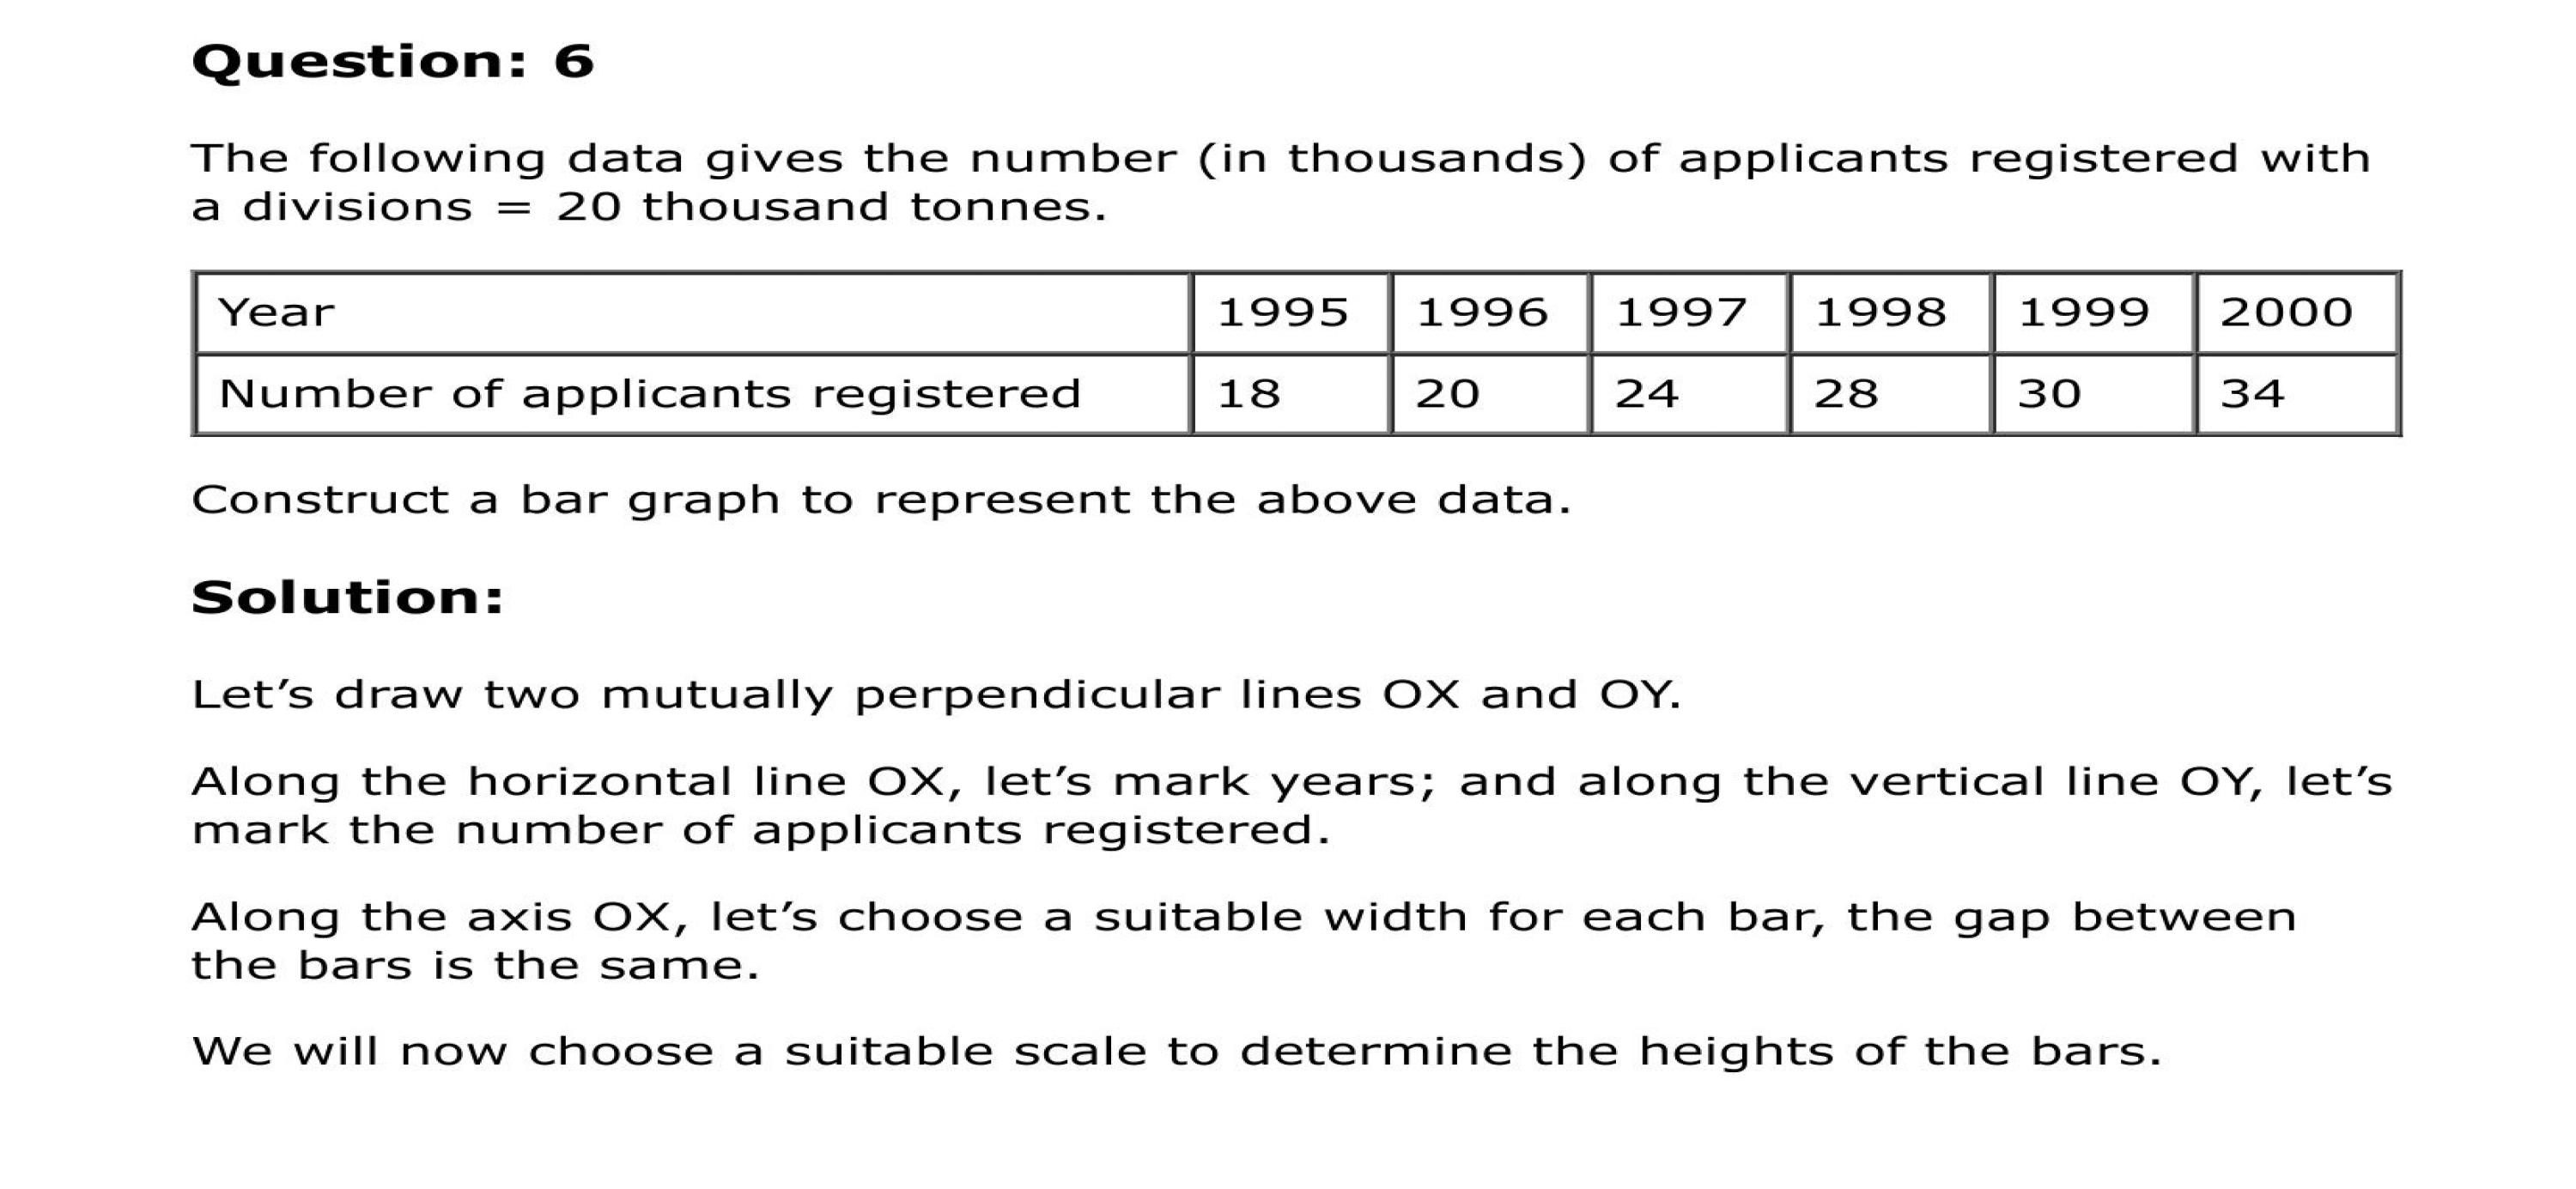 Question: 6
The following data gives the number (in thousands) of applicants registered with
a divisions = 20 thousand tonnes.
Year 1995 1996 1997 1998 1999 2000
Number of applicants registered 18 20 24 28 30 34
Construct a bar graph to represent the above data.
Solution:
Let’s draw two mutually perpendicular lines OX and OY.
Along the horizontal line OX, let’s mark years; and along the vertical line OY, let’s
mark the number of applicants registered.
Along the axis OX, let’s choose a suitable width for each bar, the gap between
the bars is the same.
We will now choose a suitable scale to determine the heights of the bars.